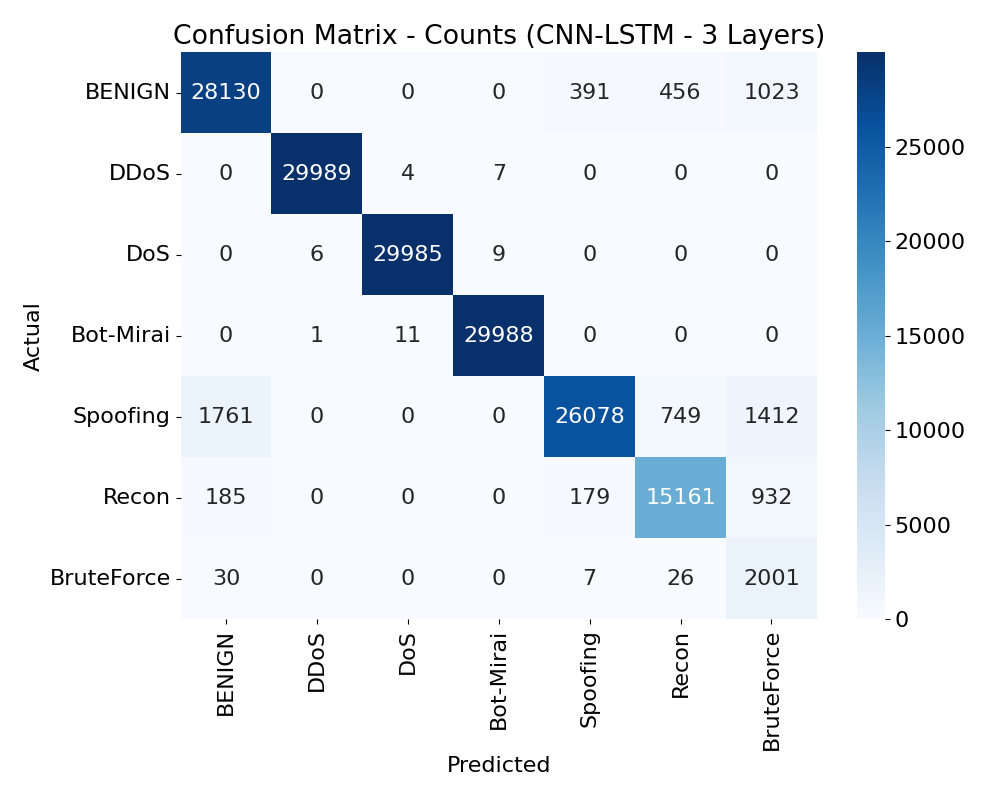 Confusion Matrix - Counts (CNN-LSTM - 3 Layers)
BENIGN 28130 0 0 0 391 456 1023
DDoS 0 29989 4 7 0 0 0
DoS 0 6 29985 9 0 0 0
Bot-Mirai 0 1 11 29988 0 0 0
Spoofing 1761 0 0 0 26078 749 1412
Recon 185 0 0 0 179 15161 932
BruteForce 30 0 0 0 7 26 2001
Actual
BENIGN DDoS DoS Bot-Mirai Spoofing Recon BruteForce
Predicted
25000
20000
15000
10000
5000
0